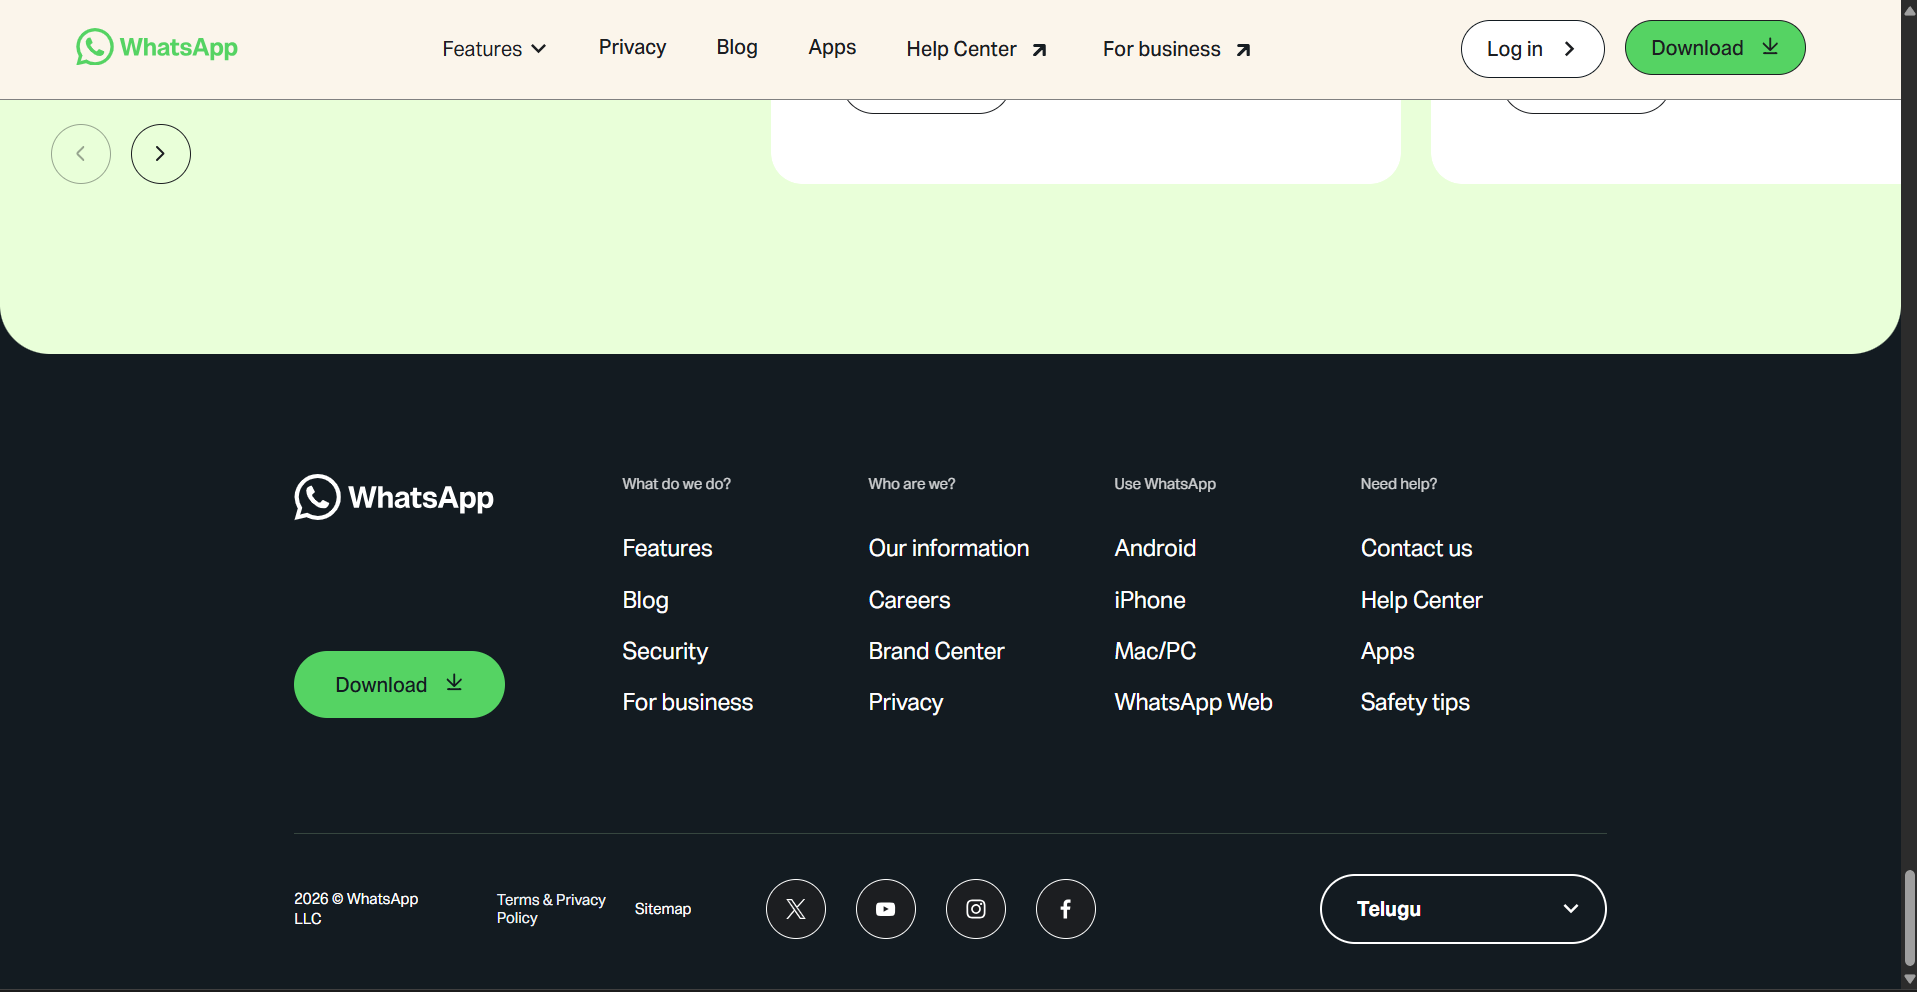 WhatsApp
Features
Privacy
Blog
Apps
Help Center
For business
Log in
Download
WhatsApp
Download
What do we do?
Features
Blog
Security
For business
Who are we?
Our information
Careers
Brand Center
Privacy
Use WhatsApp
Android
iPhone
Mac/PC
WhatsApp Web
Need help?
Contact us
Help Center
Apps
Safety tips
2026 © WhatsApp
LLC
Terms & Privacy
Policy
Sitemap
Telugu